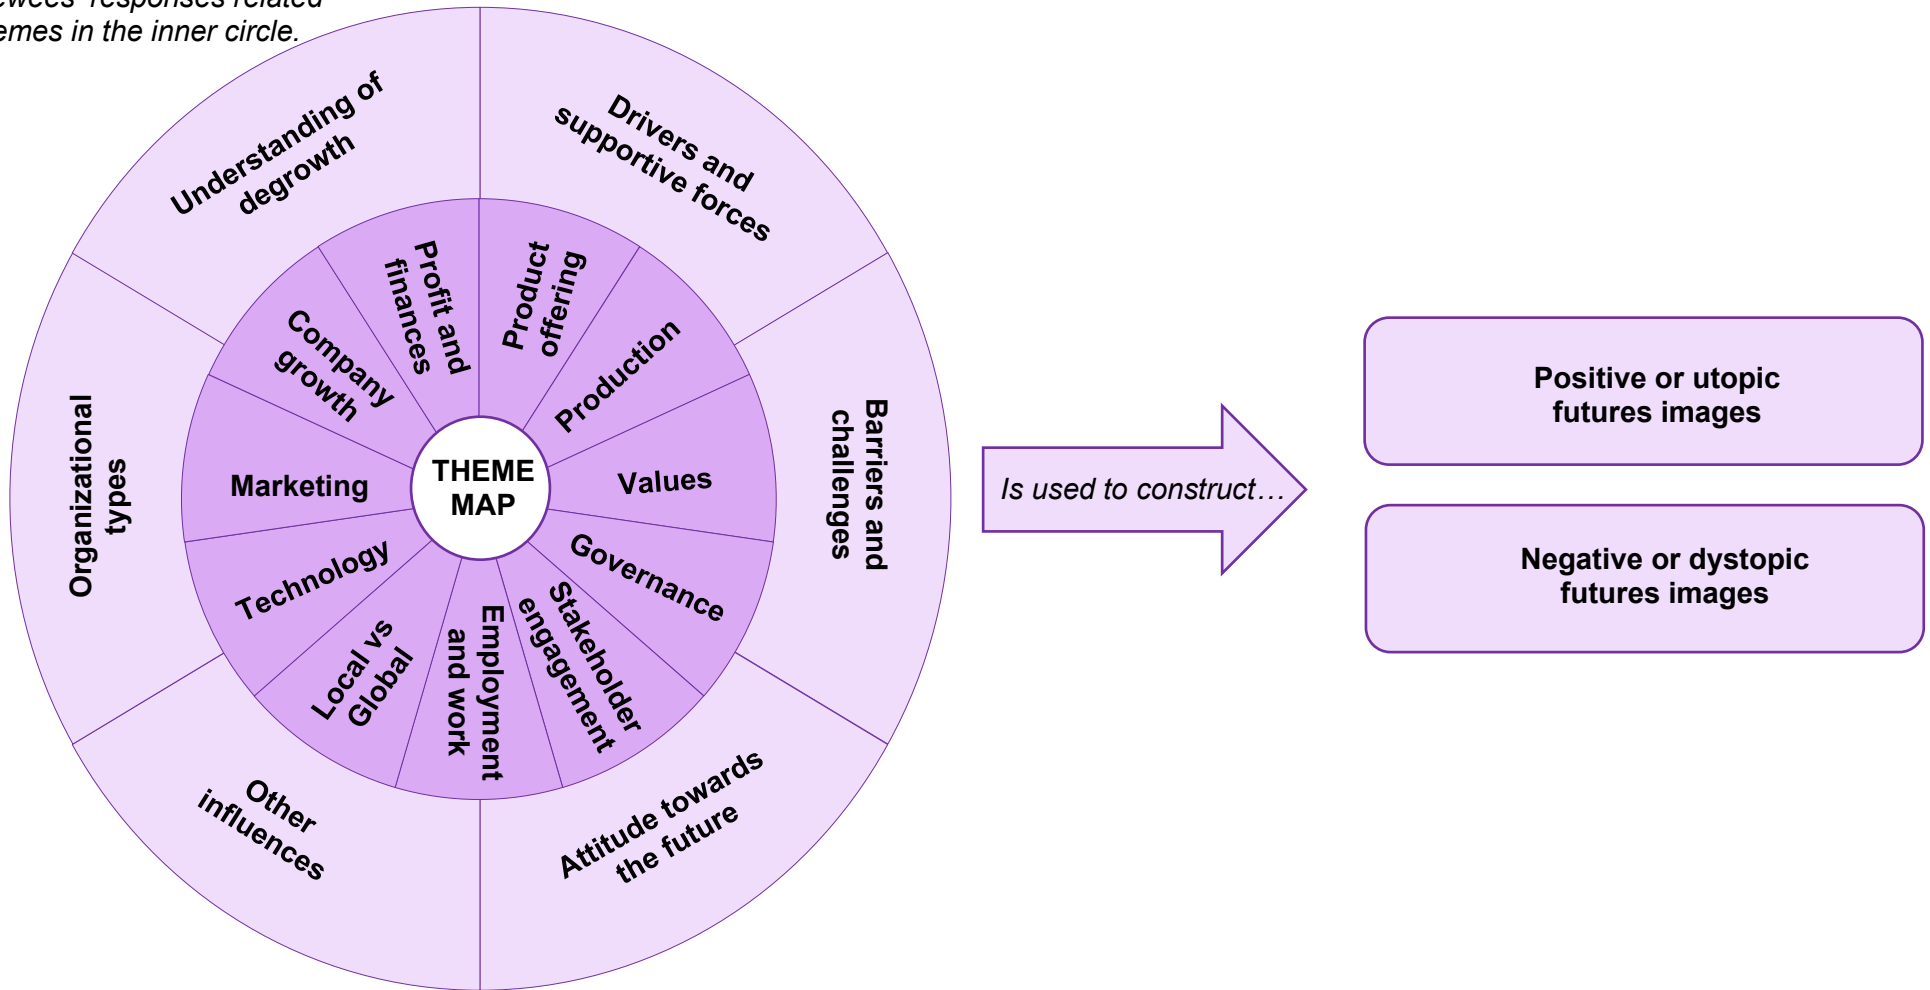 responses related
in the inner circle.
Understanding of
degrowth
Drivers and
supportive forces
Barriers and
challenges
Attitude towards
the future
Other
influences
Organizational
types
Profit and
finances
Product
offering
Production
Values
Governance
Stakeholder
engagement
Employment
and work
Local vs
Global
Technology
Marketing
Company
growth
THEME
MAP
Is used to construct…
Positive or utopic
futures images
Negative or dystopic
futures images